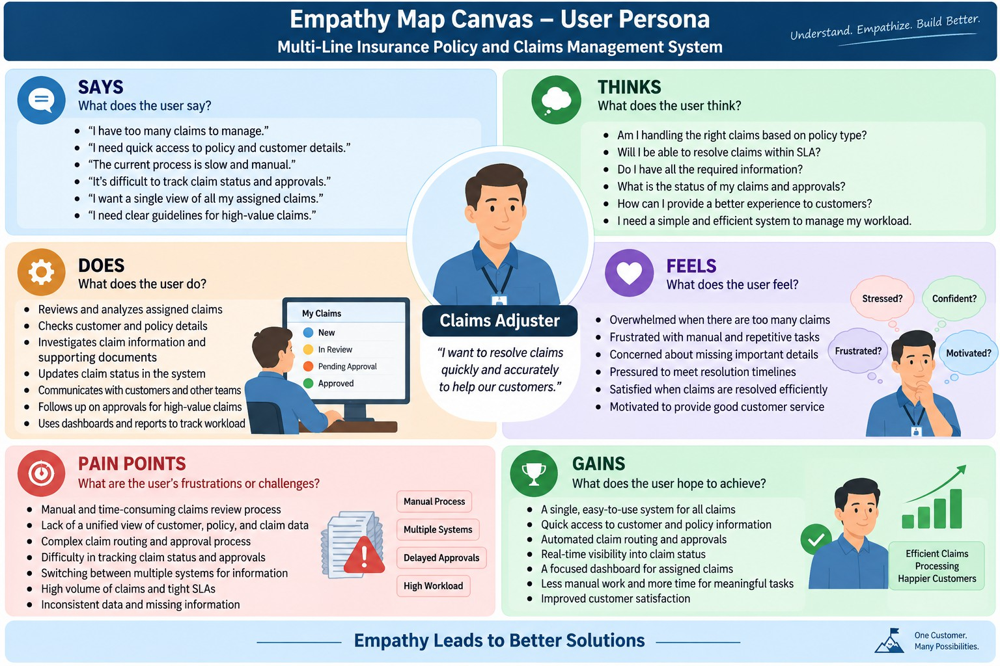 Empathy Map Canvas – User Persona
Multi-Line Insurance Policy and Claims Management System
Understand. Empathize. Build Better.
SAYS
What does the user say?
• “I have too many claims to manage.”
• “I need quick access to policy and customer details.”
• “The current process is slow and manual.”
• “It’s difficult to track claim status and approvals.”
• “I want a single view of all my assigned claims.”
• “I need clear guidelines for high-value claims.”
THINKS
What does the user think?
• Am I handling the right claims based on policy type?
• Will I be able to resolve claims within SLA?
• Do I have all the required information?
• What is the status of my claims and approvals?
• How can I provide a better experience to customers?
• I need a simple and efficient system to manage my workload.
Claims Adjuster
“I want to resolve claims
quickly and accurately
to help our customers.”
DOES
What does the user do?
• Reviews and analyzes assigned claims
• Checks customer and policy details
• Investigates claim information and
supporting documents
• Updates claim status in the system
• Communicates with customers and other teams
• Follows up on approvals for high-value claims
• Uses dashboards and reports to track workload
My Claims
New
In Review
Pending Approval
Approved
FEELS
What does the user feel?
• Overwhelmed when there are too many claims
• Frustrated with manual and repetitive tasks
• Concerned about missing important details
• Pressured to meet resolution timelines
• Satisfied when claims are resolved efficiently
• Motivated to provide good customer service
Stressed?
Confident?
Frustrated?
Motivated?
PAIN POINTS
What are the user’s frustrations or challenges?
• Manual and time-consuming claims review process
• Lack of a unified view of customer, policy, and claim data
• Complex claim routing and approval process
• Difficulty in tracking claim status and approvals
• Switching between multiple systems for information
• High volume of claims and tight SLAs
• Inconsistent data and missing information
Manual Process
Multiple Systems
Delayed Approvals
High Workload
GAINS
What does the user hope to achieve?
• A single, easy-to-use system for all claims
• Quick access to customer and policy information
• Automated claim routing and approvals
• Real-time visibility into claim status
• A focused dashboard for assigned claims
• Less manual work and more time for meaningful tasks
• Improved customer satisfaction
Efficient Claims
Processing
Happier Customers
Empathy Leads to Better Solutions
One Customer.
Many Possibilities.